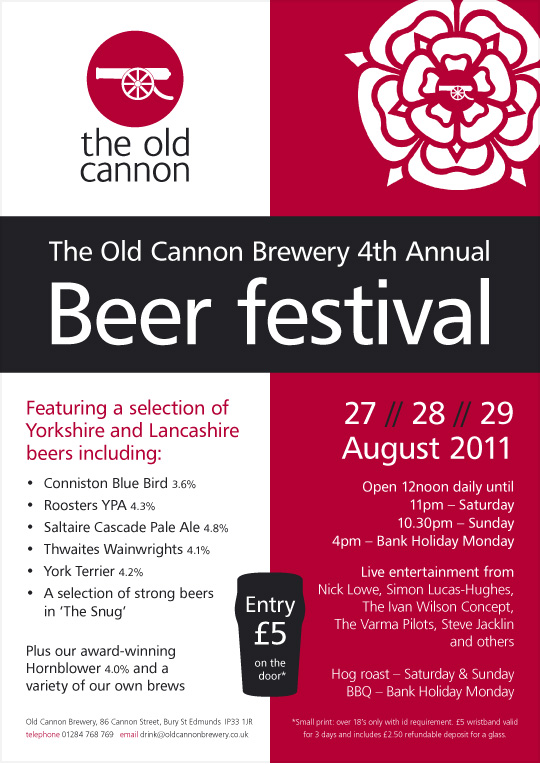 the old
cannon
The Old Cannon Brewery 4th Annual
Beer festival
Featuring a selection of
Yorkshire and Lancashire
beers including:
• Conniston Blue Bird 3.6%
• Roosters YPA 4.3%
• Saltaire Cascade Pale Ale 4.8%
• Thwaites Wainwrights 4.1%
• York Terrier 4.2%
• A selection of strong beers
in ‘The Snug’
Plus our award-winning
Hornblower 4.0% and a
variety of our own brews
Entry
£5
on the
door*
27 // 28 // 29
August 2011
Open 12noon daily until
11pm – Saturday
10.30pm – Sunday
4pm – Bank Holiday Monday
Live entertainment from
Nick Lowe, Simon Lucas-Hughes,
The Ivan Wilson Concept,
The Varma Pilots, Steve Jacklin
and others
Hog roast – Saturday & Sunday
BBQ – Bank Holiday Monday
Old Cannon Brewery, 86 Cannon Street, Bury St Edmunds IP33 1JR
telephone 01284 768 769 email drink@oldcannonbrewery.co.uk
*Small print: over 18's only with id requirement. £5 wristband valid
for 3 days and includes £2.50 refundable deposit for a glass.